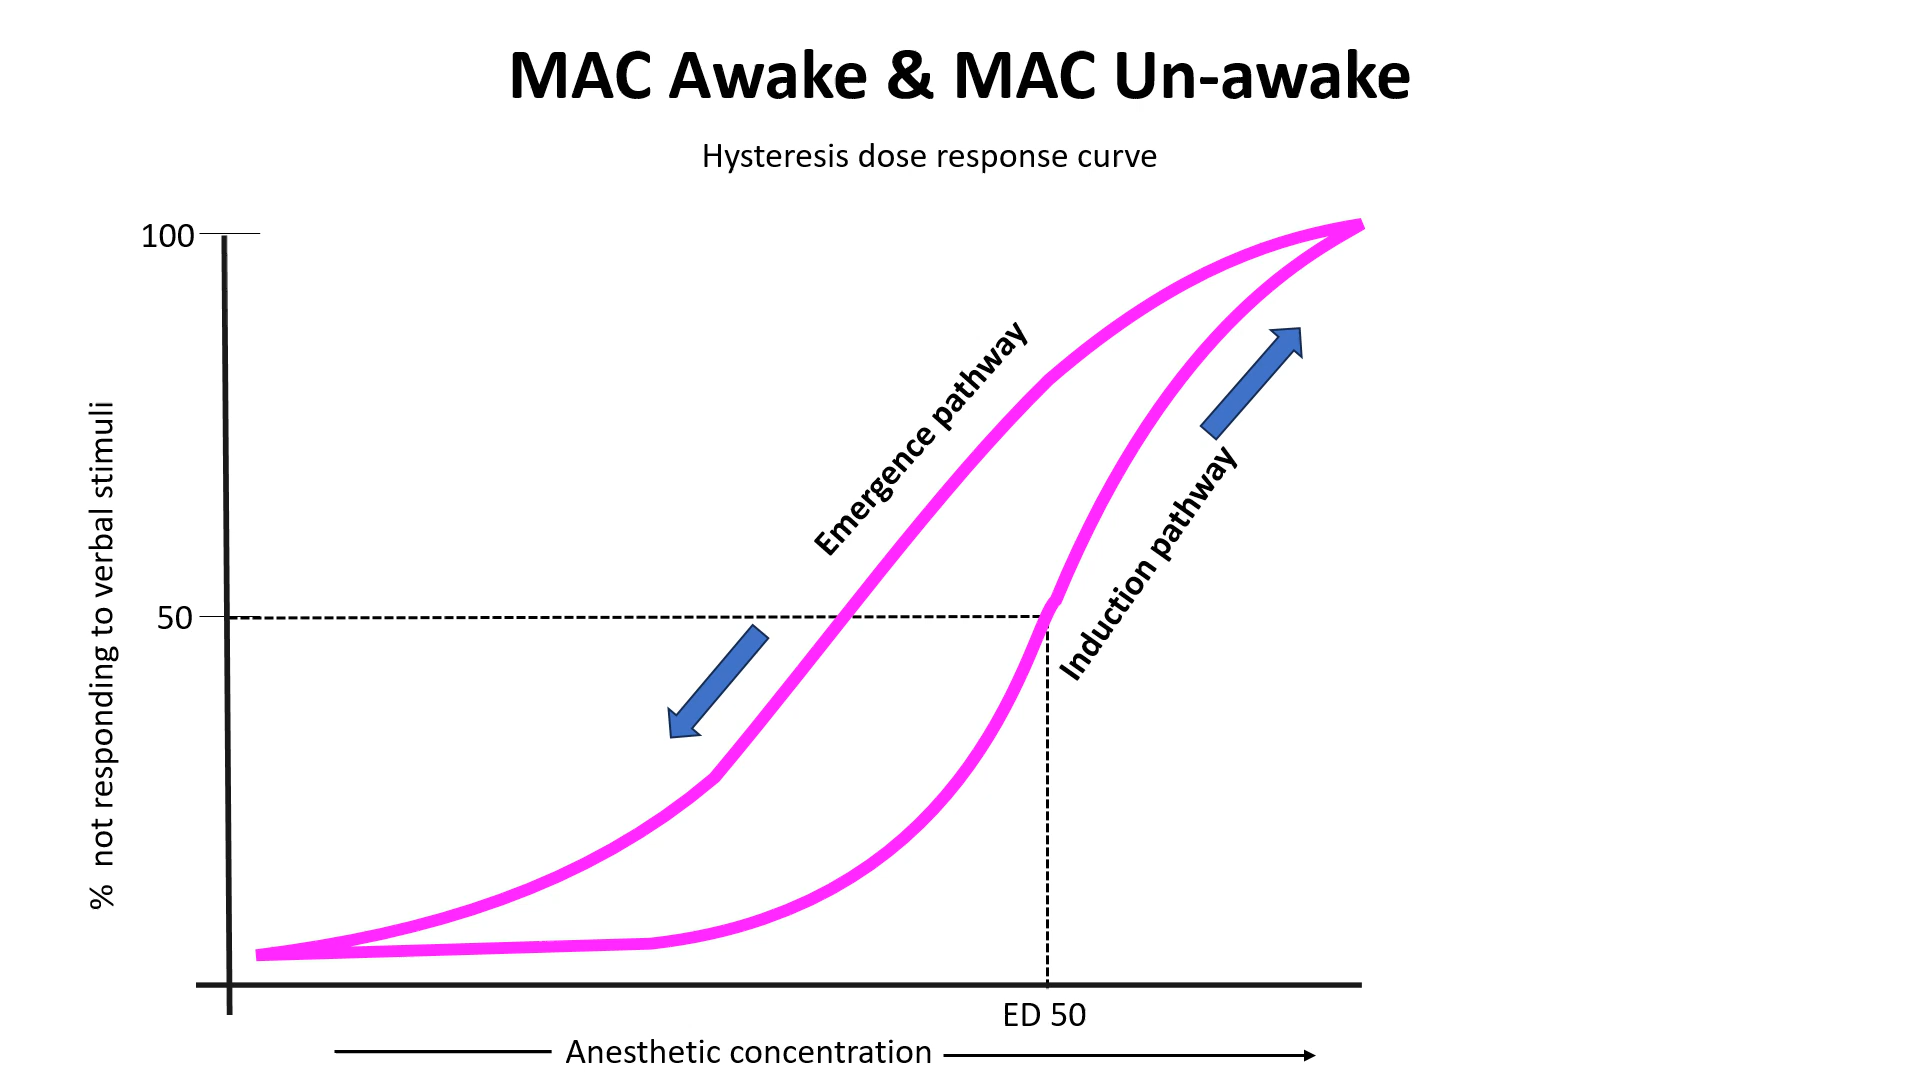 MAC Awake & MAC Un-awake
Hysteresis dose response curve
100
50
% not responding to verbal stimuli
Emergence pathway
Induction pathway
ED 50
Anesthetic concentration